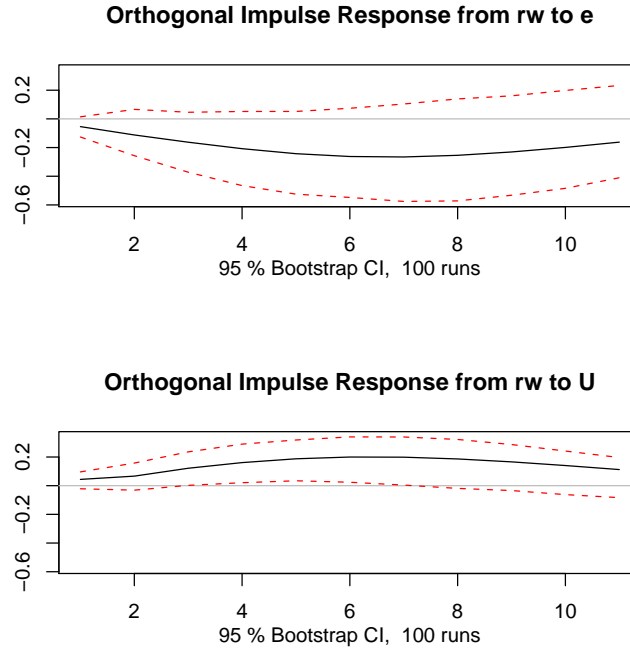 Orthogonal Impulse Response from rw to e
0.2
−0.2
−0.6
2 4 6 8 10
95 % Bootstrap CI, 100 runs
Orthogonal Impulse Response from rw to U
0.2
−0.2
−0.6
2 4 6 8 10
95 % Bootstrap CI, 100 runs